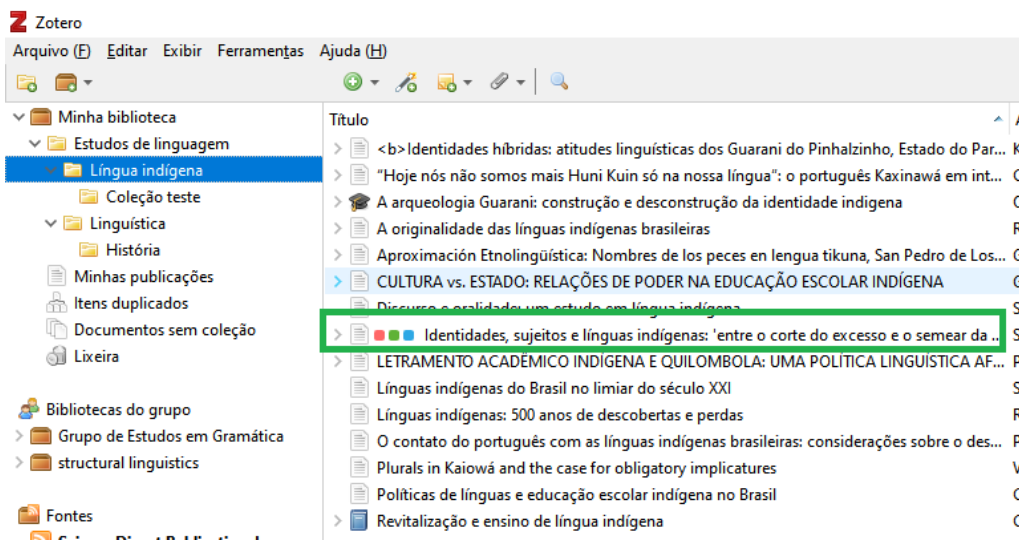 Zotero
Arquivo (F) Editar Exibir Ferramentas Ajuda (H)
Minha biblioteca
Estudos de linguagem
Língua indígena
Coleção teste
Linguística
História
Minhas publicações
Itens duplicados
Documentos sem coleção
Lixeira
Bibliotecas do grupo
Grupo de Estudos em Gramática
structural linguistics
Fontes
Título
<b>Identidades híbridas: atitudes linguísticas dos Guarani do Pinhalzinho, Estado do Par...
“Hoje nós não somos mais Huni Kuin só na nossa língua”: o português Kaxinawá em int...
A arqueologia Guarani: construção e desconstrução da identidade indigena
A originalidade das línguas indígenas brasileiras
Aproximación Etnolingüística: Nombres de los peces en lengua tikuna, San Pedro de Los...
CULTURA vs. ESTADO: RELAÇÕES DE PODER NA EDUCAÇÃO ESCOLAR INDÍGENA
Discurso e oralidade: um estudo em língua indígena
Identidades, sujeitos e línguas indígenas: 'entre o corte do excesso e o semear da ...
LETRAMENTO ACADÊMICO INDÍGENA E QUILOMBOLA: UMA POLÍTICA LINGUÍSTICA AF...
Línguas indígenas do Brasil no limiar do século XXI
Línguas indígenas: 500 anos de descobertas e perdas
O contato do português com as línguas indígenas brasileiras: considerações sobre o des...
Plurals in Kaiowá and the case for obligatory implicatures
Políticas de línguas e educação escolar indígena no Brasil
Revitalização e ensino de língua indígena